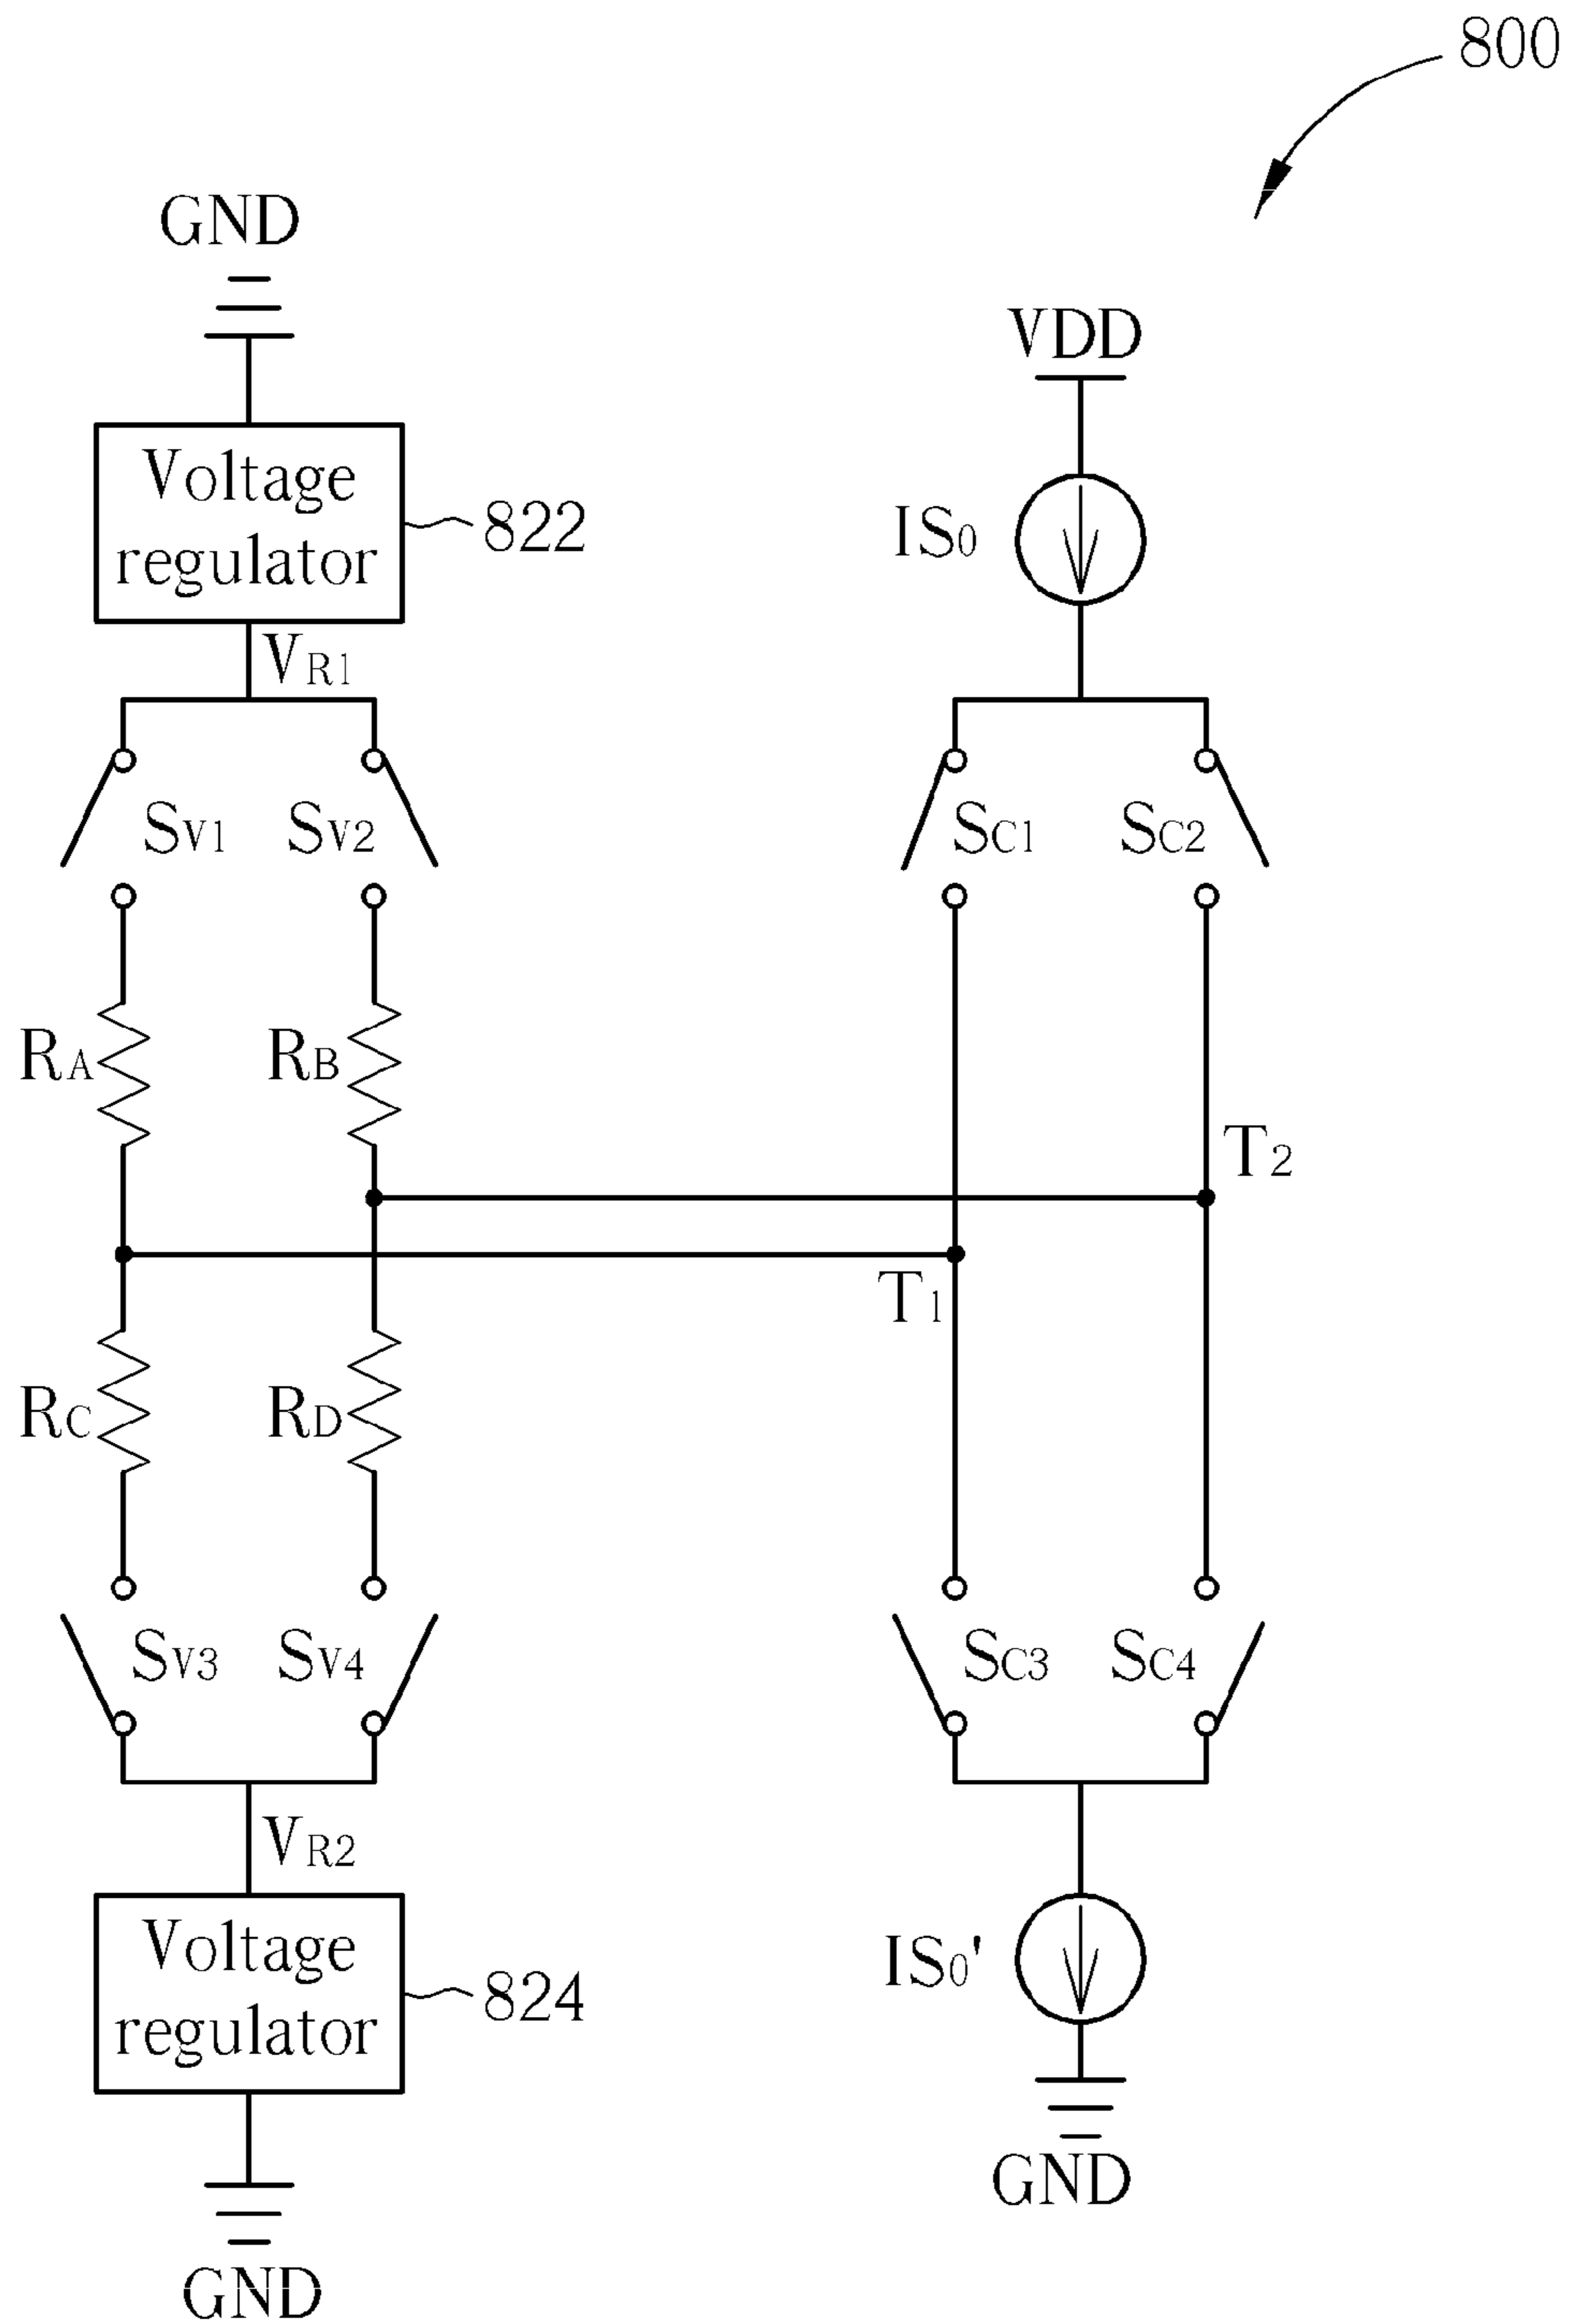 800
GND
VDD
Voltage
regulator
822
IS0
VR1
SV1
SV2
SC1
SC2
RA
RB
T2
T1
RC
RD
SV3
SV4
SC3
SC4
VR2
Voltage
regulator
824
IS0'
GND
GND